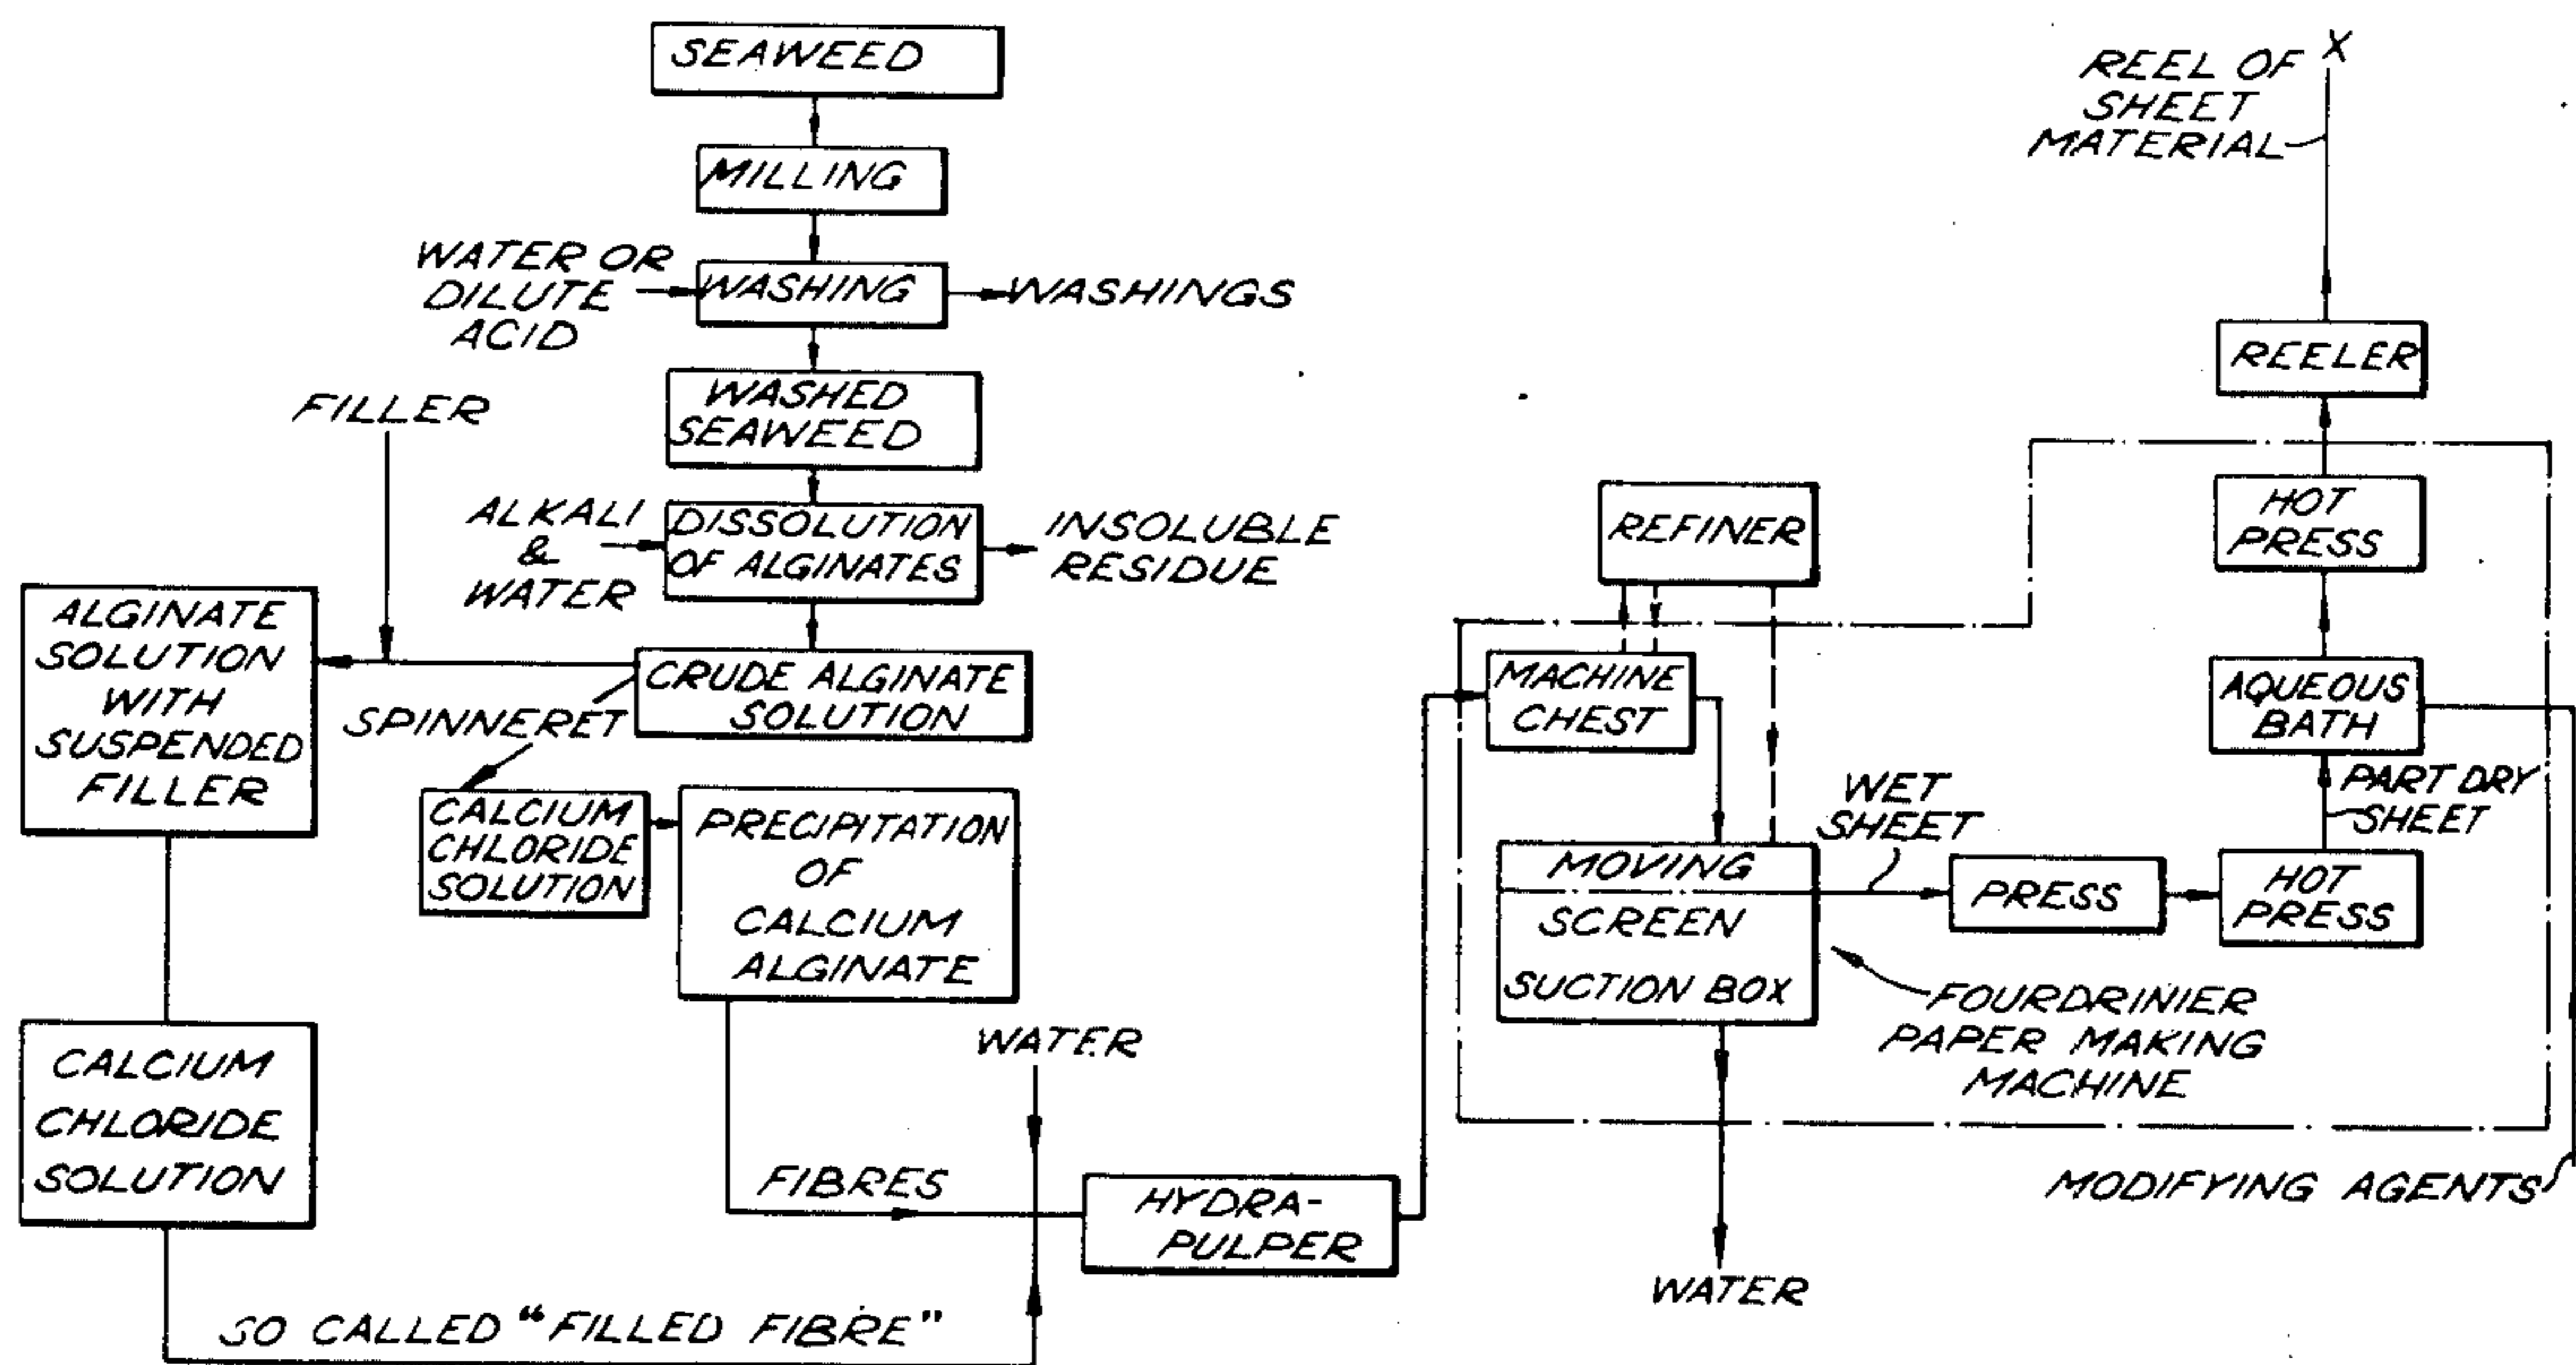 SEAWEED
MILLING
WATER OR
DILUTE
ACID
WASHING
WASHINGS
WASHED
SEAWEED
FILLER
ALKALI
&
WATER
DISSOLUTION
OF ALGINATES
INSOLUBLE
RESIDUE
ALGINATE
SOLUTION
WITH
SUSPENDED
FILLER
CRUDE ALGINATE
SOLUTION
SPINNERET
CALCIUM
CHLORIDE
SOLUTION
PRECIPITATION
OF
CALCIUM
ALGINATE
CALCIUM
CHLORIDE
SOLUTION
WATER
FIBRES
SO CALLED "FILLED FIBRE"
HYDRA-
PULPER
REFINER
MACHINE
CHEST
MOVING
SCREEN
SUCTION BOX
WATER
WET
SHEET
PRESS
HOT
PRESS
FOURDRINIER
PAPER MAKING
MACHINE
PART DRY
SHEET
AQUEOUS
BATH
MODIFYING AGENTS
HOT
PRESS
REELER
REEL OF X
SHEET
MATERIAL